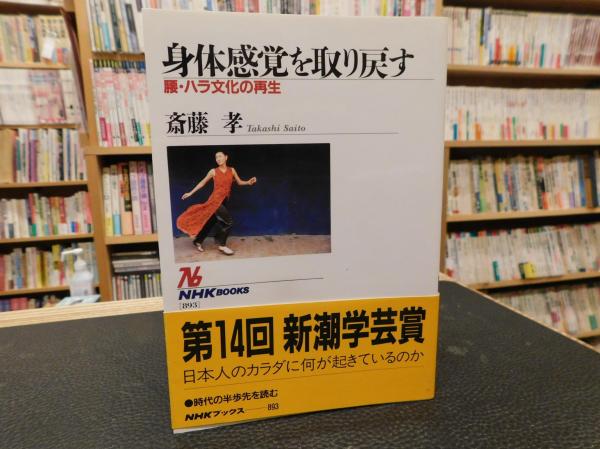 身体感覚を取り戻す
腰・ハラ文化の再生
斎藤 孝 Takashi Saito
NHK BOOKS
[893]
第14回 新潮学芸賞
日本人のカラダに何が起きているのか
●時代の半歩先を読む
NHKブックス——893